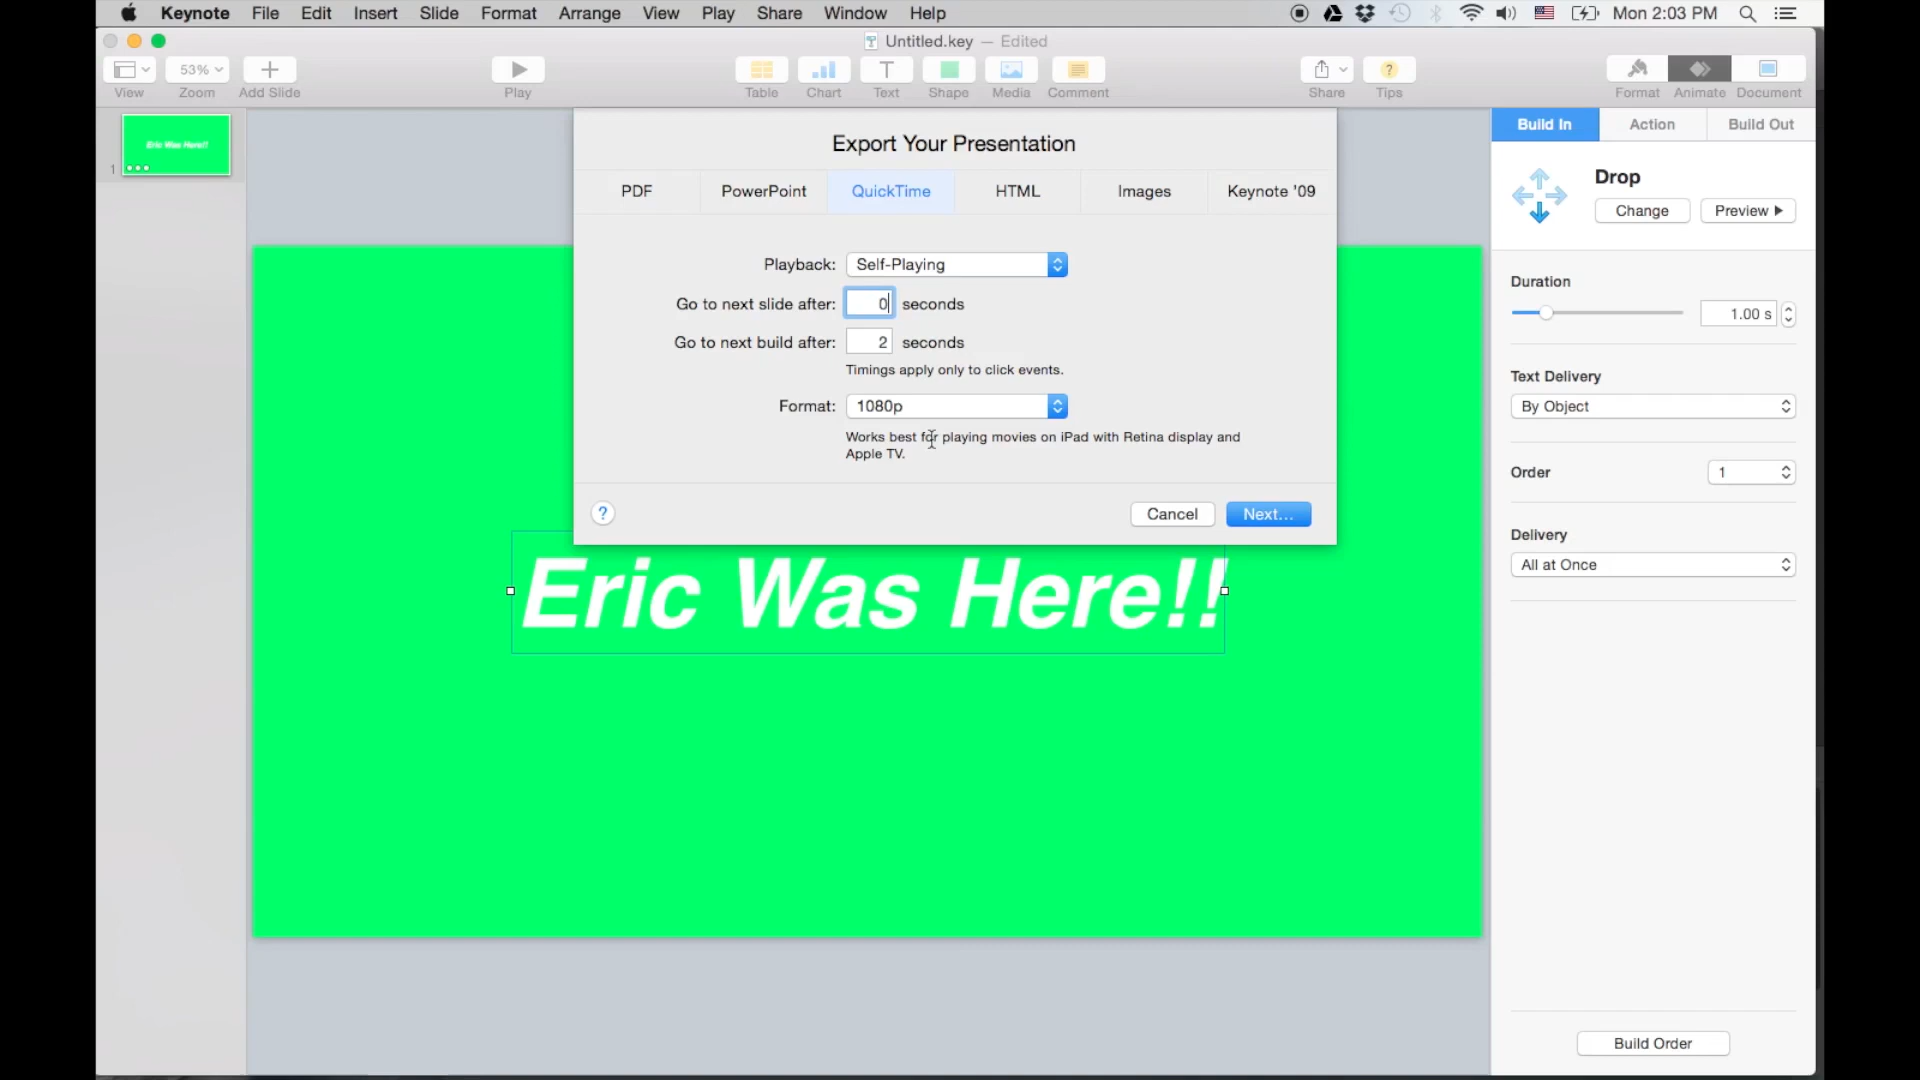 Keynote File Edit Insert Slide Format Arrange View Play Share Window Help Mon 2:03 PM
Untitled.key — Edited
53%
View Zoom Add Slide Play Table Chart Text Shape Media Comment Share Tips Format Animate Document
Eric Was Here!!
1
Export Your Presentation
PDF PowerPoint QuickTime HTML Images Keynote '09
Playback: Self-Playing
Go to next slide after: 0 seconds
Go to next build after: 2 seconds
Timings apply only to click events.
Format: 1080p
Works best for playing movies on iPad with Retina display and
Apple TV.
? Cancel Next...
Eric Was Here!!
Build In Action Build Out
Drop
Change Preview
Duration
1.00 s
Text Delivery
By Object
Order 1
Delivery
All at Once
Build Order